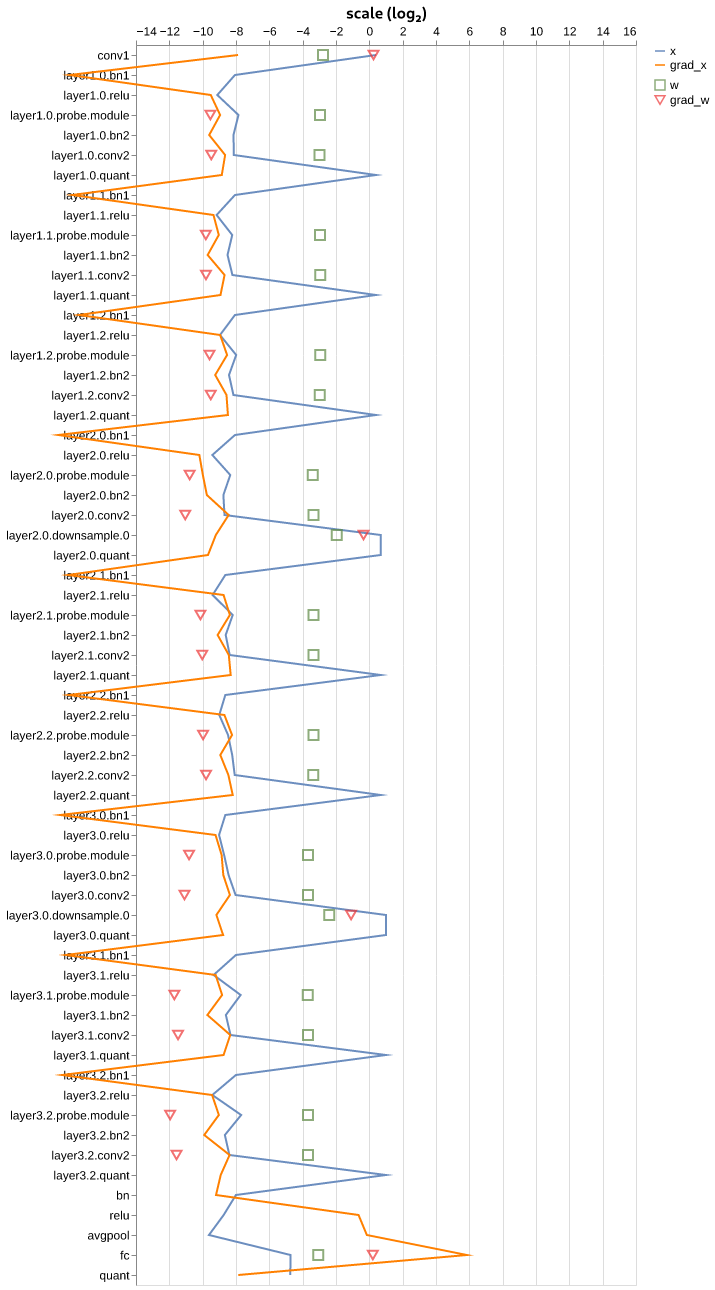 scale (log₂)
−14 −12 −10 −8 −6 −4 −2 0 2 4 6 8 10 12 14 16
x
grad_x
w
grad_w
conv1
layer1.0.bn1
layer1.0.relu
layer1.0.probe.module
layer1.0.bn2
layer1.0.conv2
layer1.0.quant
layer1.1.bn1
layer1.1.relu
layer1.1.probe.module
layer1.1.bn2
layer1.1.conv2
layer1.1.quant
layer1.2.bn1
layer1.2.relu
layer1.2.probe.module
layer1.2.bn2
layer1.2.conv2
layer1.2.quant
layer2.0.bn1
layer2.0.relu
layer2.0.probe.module
layer2.0.bn2
layer2.0.conv2
layer2.0.downsample.0
layer2.0.quant
layer2.1.bn1
layer2.1.relu
layer2.1.probe.module
layer2.1.bn2
layer2.1.conv2
layer2.1.quant
layer2.2.bn1
layer2.2.relu
layer2.2.probe.module
layer2.2.bn2
layer2.2.conv2
layer2.2.quant
layer3.0.bn1
layer3.0.relu
layer3.0.probe.module
layer3.0.bn2
layer3.0.conv2
layer3.0.downsample.0
layer3.0.quant
layer3.1.bn1
layer3.1.relu
layer3.1.probe.module
layer3.1.bn2
layer3.1.conv2
layer3.1.quant
layer3.2.bn1
layer3.2.relu
layer3.2.probe.module
layer3.2.bn2
layer3.2.conv2
layer3.2.quant
bn
relu
avgpool
fc
quant